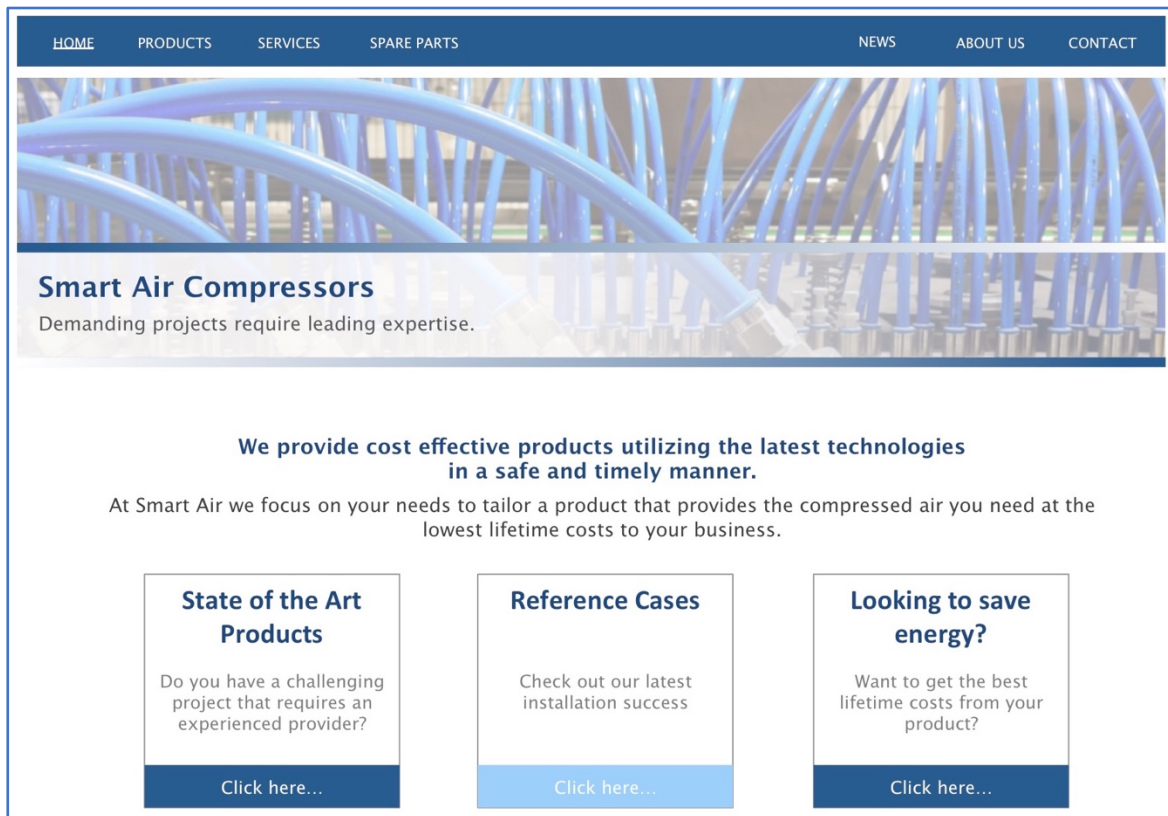 HOME PRODUCTS SERVICES SPARE PARTS NEWS ABOUT US CONTACT
Smart Air Compressors
Demanding projects require leading expertise.
We provide cost effective products utilizing the latest technologies
in a safe and timely manner.
At Smart Air we focus on your needs to tailor a product that provides the compressed air you need at the
lowest lifetime costs to your business.
State of the Art
Products
Do you have a challenging
project that requires an
experienced provider?
Click here...
Reference Cases
Check out our latest
installation success
Click here...
Looking to save
energy?
Want to get the best
lifetime costs from your
product?
Click here...